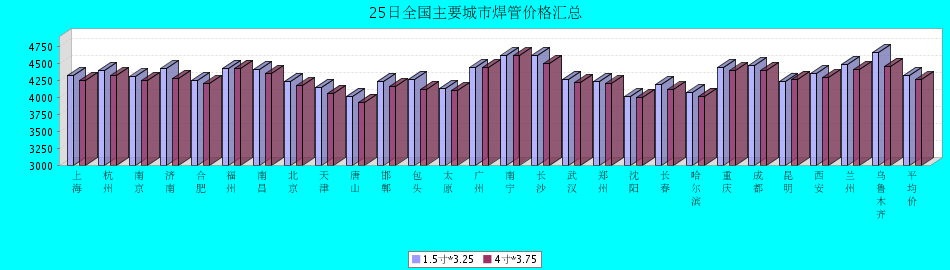 25日全国主要城市焊管价格汇总
4750
4500
4250
4000
3750
3500
3250
3000
上海
杭州
南京
济南
合肥
福州
南昌
北京
天津
唐山
邯郸
包头
太原
广州
南宁
长沙
武汉
郑州
沈阳
长春
哈尔滨
重庆
成都
昆明
西安
兰州
乌鲁木齐
平均价
1.5寸*3.25
4寸*3.75